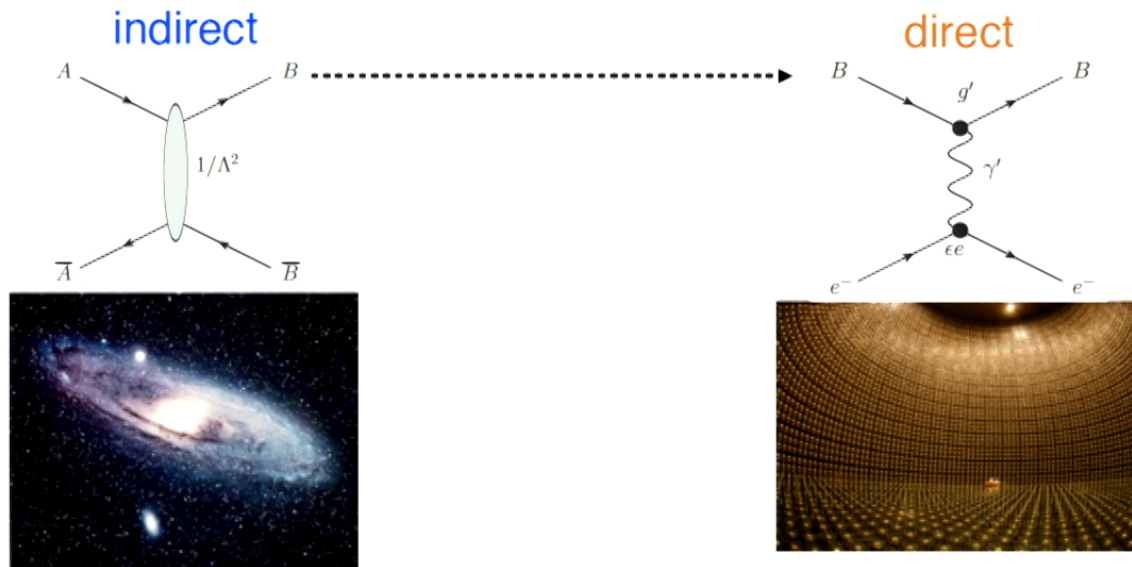 indirect
direct
A
B
1/Λ²
A̅
B̅
B
B
g′
γ′
ϵe
e⁻
e⁻